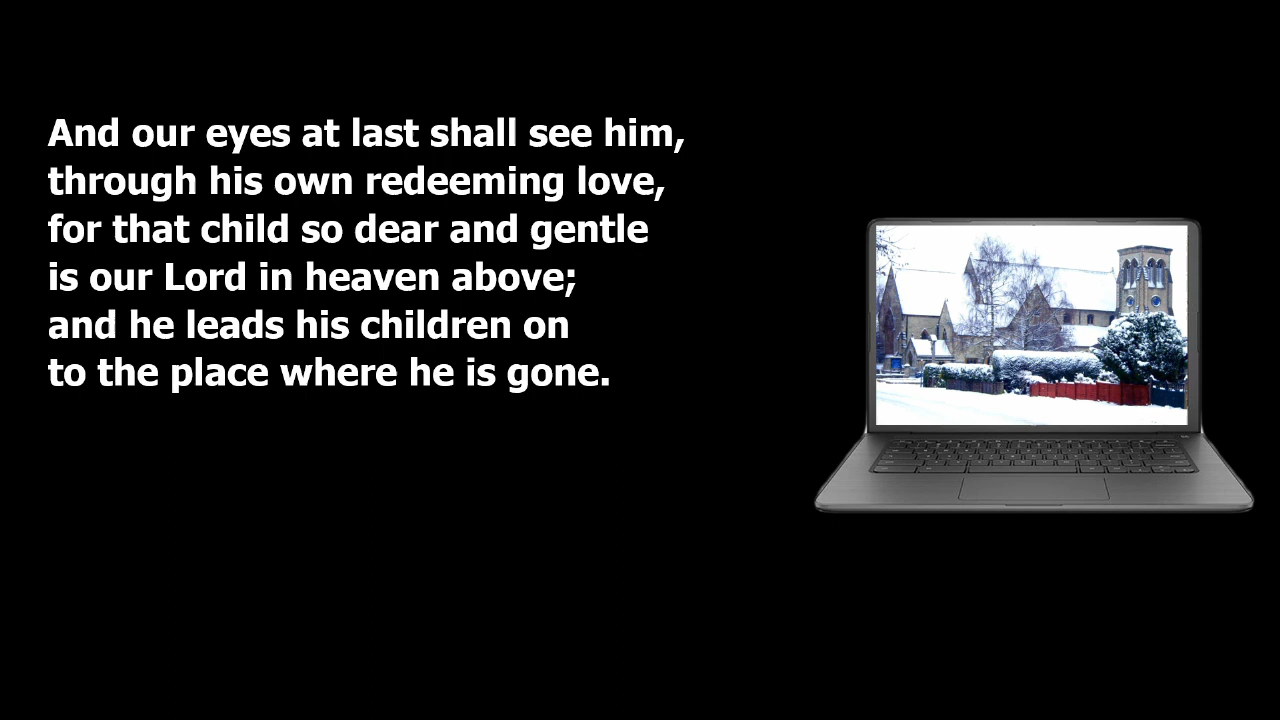 And our eyes at last shall see him,
through his own redeeming love,
for that child so dear and gentle
is our Lord in heaven above;
and he leads his children on
to the place where he is gone.